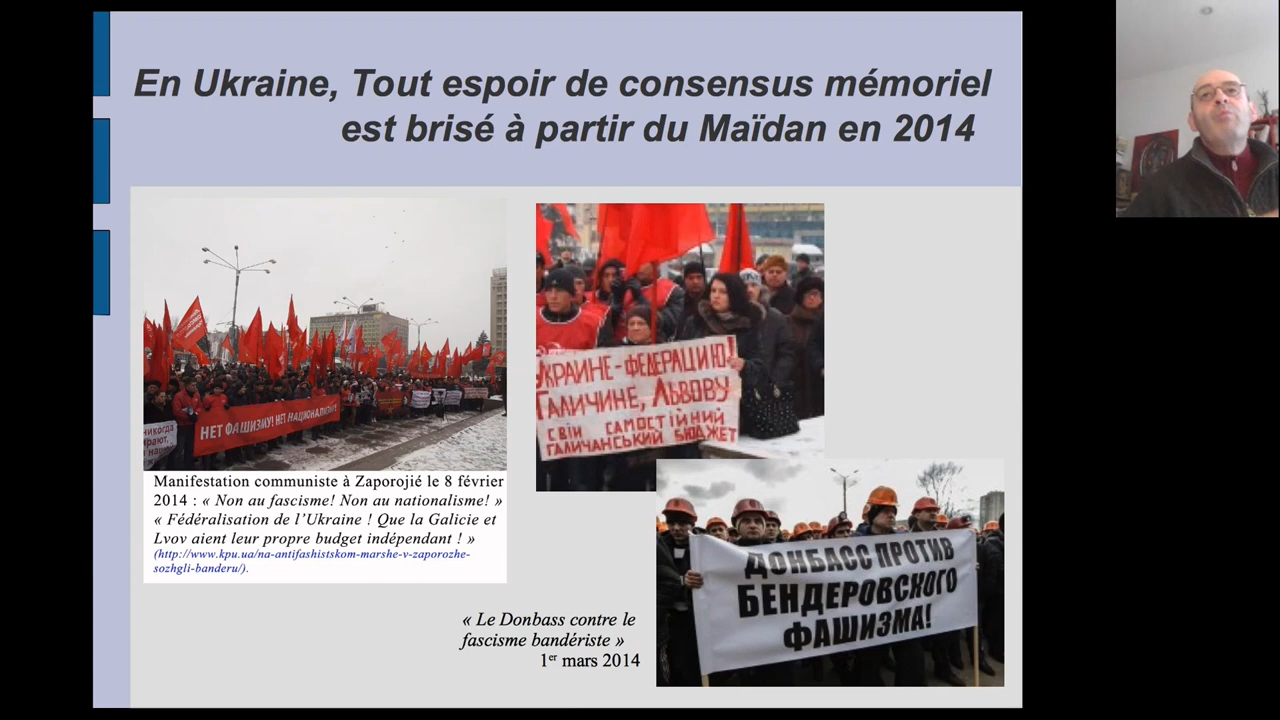 En Ukraine, Tout espoir de consensus mémoriel
est brisé à partir du Maïdan en 2014
НЕТ ФАШИЗМУ! НЕТ НАЦИОНАЛИЗМУ!
НИКОГДА
Manifestation communiste à Zaporojié le 8 février
2014 : « Non au fascisme! Non au nationalisme! »
« Fédéralisation de l'Ukraine ! Que la Galicie et
Lvov aient leur propre budget indépendant ! »
(http://www.kpu.ua/na-antifashistskom-marshe-v-zaporozhe-
sozhgli-banderu/).
УКРАИНЕ-ФЕДЕРАЦИЮ!
ГАЛИЧИНЕ, ЛЬВОВУ
СВІЙ САМОСТІЙНИЙ
ГАЛИЧАНСЬКИЙ БЮДЖЕТ
« Le Donbass contre le
fascisme bandériste »
1er mars 2014
ДОНБАСС ПРОТИВ
БЕНДЕРОВСКОГО
ФАШИЗМА!